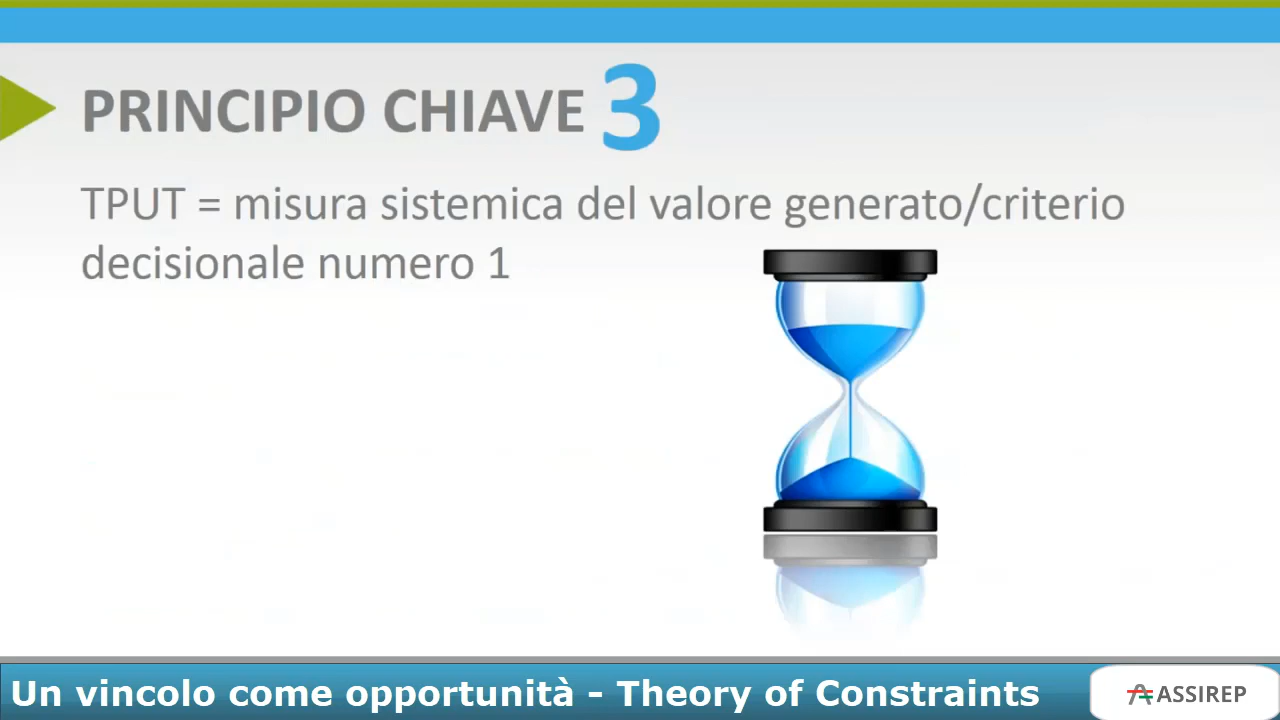 PRINCIPIO CHIAVE 3
TPUT = misura sistemica del valore generato/criterio
decisionale numero 1
Un vincolo come opportunità - Theory of Constraints
ASSIREP